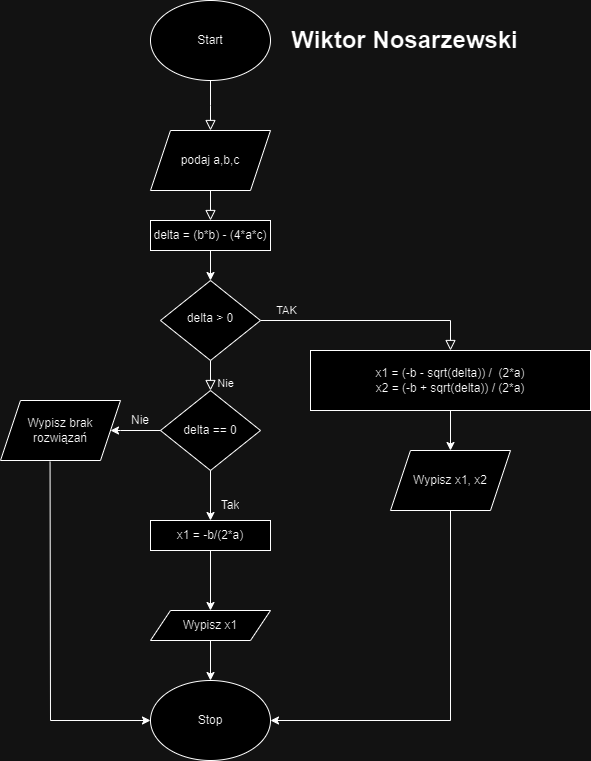 Start
Wiktor Nosarzewski
podaj a,b,c
delta = (b*b) - (4*a*c)
delta > 0
TAK
x1 = (-b - sqrt(delta)) / (2*a)
x2 = (-b + sqrt(delta)) / (2*a)
Nie
Wypisz brak
rozwiązań
Nie
delta == 0
Wypisz x1, x2
Tak
x1 = -b/(2*a)
Wypisz x1
Stop